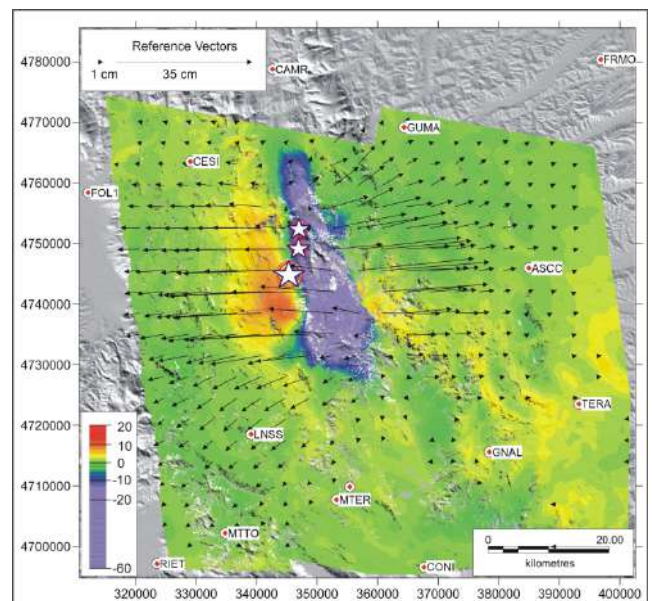 Reference Vectors
1 cm 35 cm
4780000
4770000
4760000
4750000
4740000
4730000
4720000
4710000
4700000
CAMR
FRMO
GUMA
CESI
FOL1
ASCC
TERA
LNSS
GNAL
MTER
MTTO
RIET
CONI
20
10
0
-10
-20
-60
0 20.00
kilometres
320000 330000 340000 350000 360000 370000 380000 390000 400000